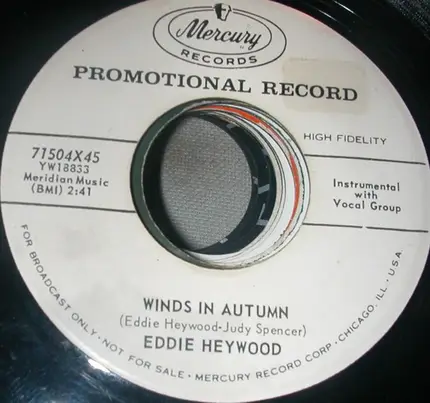 Mercury
RECORDS
PROMOTIONAL RECORD
HIGH FIDELITY
71504X45
YW18833
Meridian Music
(BMI) 2:41
Instrumental
with
Vocal Group
WINDS IN AUTUMN
(Eddie Heywood-Judy Spencer)
EDDIE HEYWOOD
FOR BROADCAST ONLY • NOT FOR SALE • MERCURY RECORD CORP • CHICAGO, ILL • USA